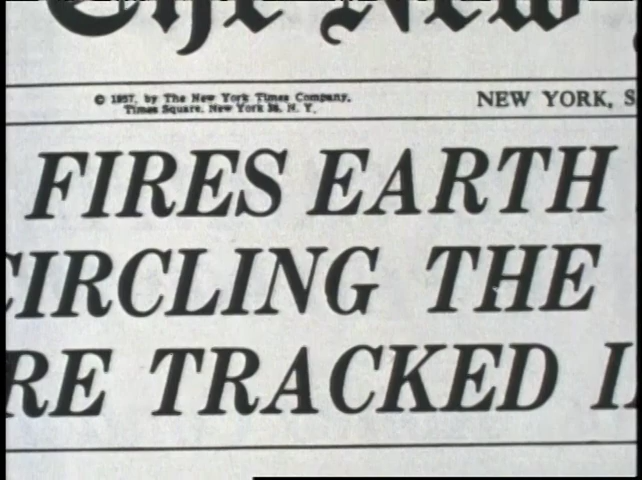 The New
© 1957, by The New York Times Company.
Times Square, New York 36, N. Y.
NEW YORK, S
FIRES EARTH
CIRCLING THE
RE TRACKED I